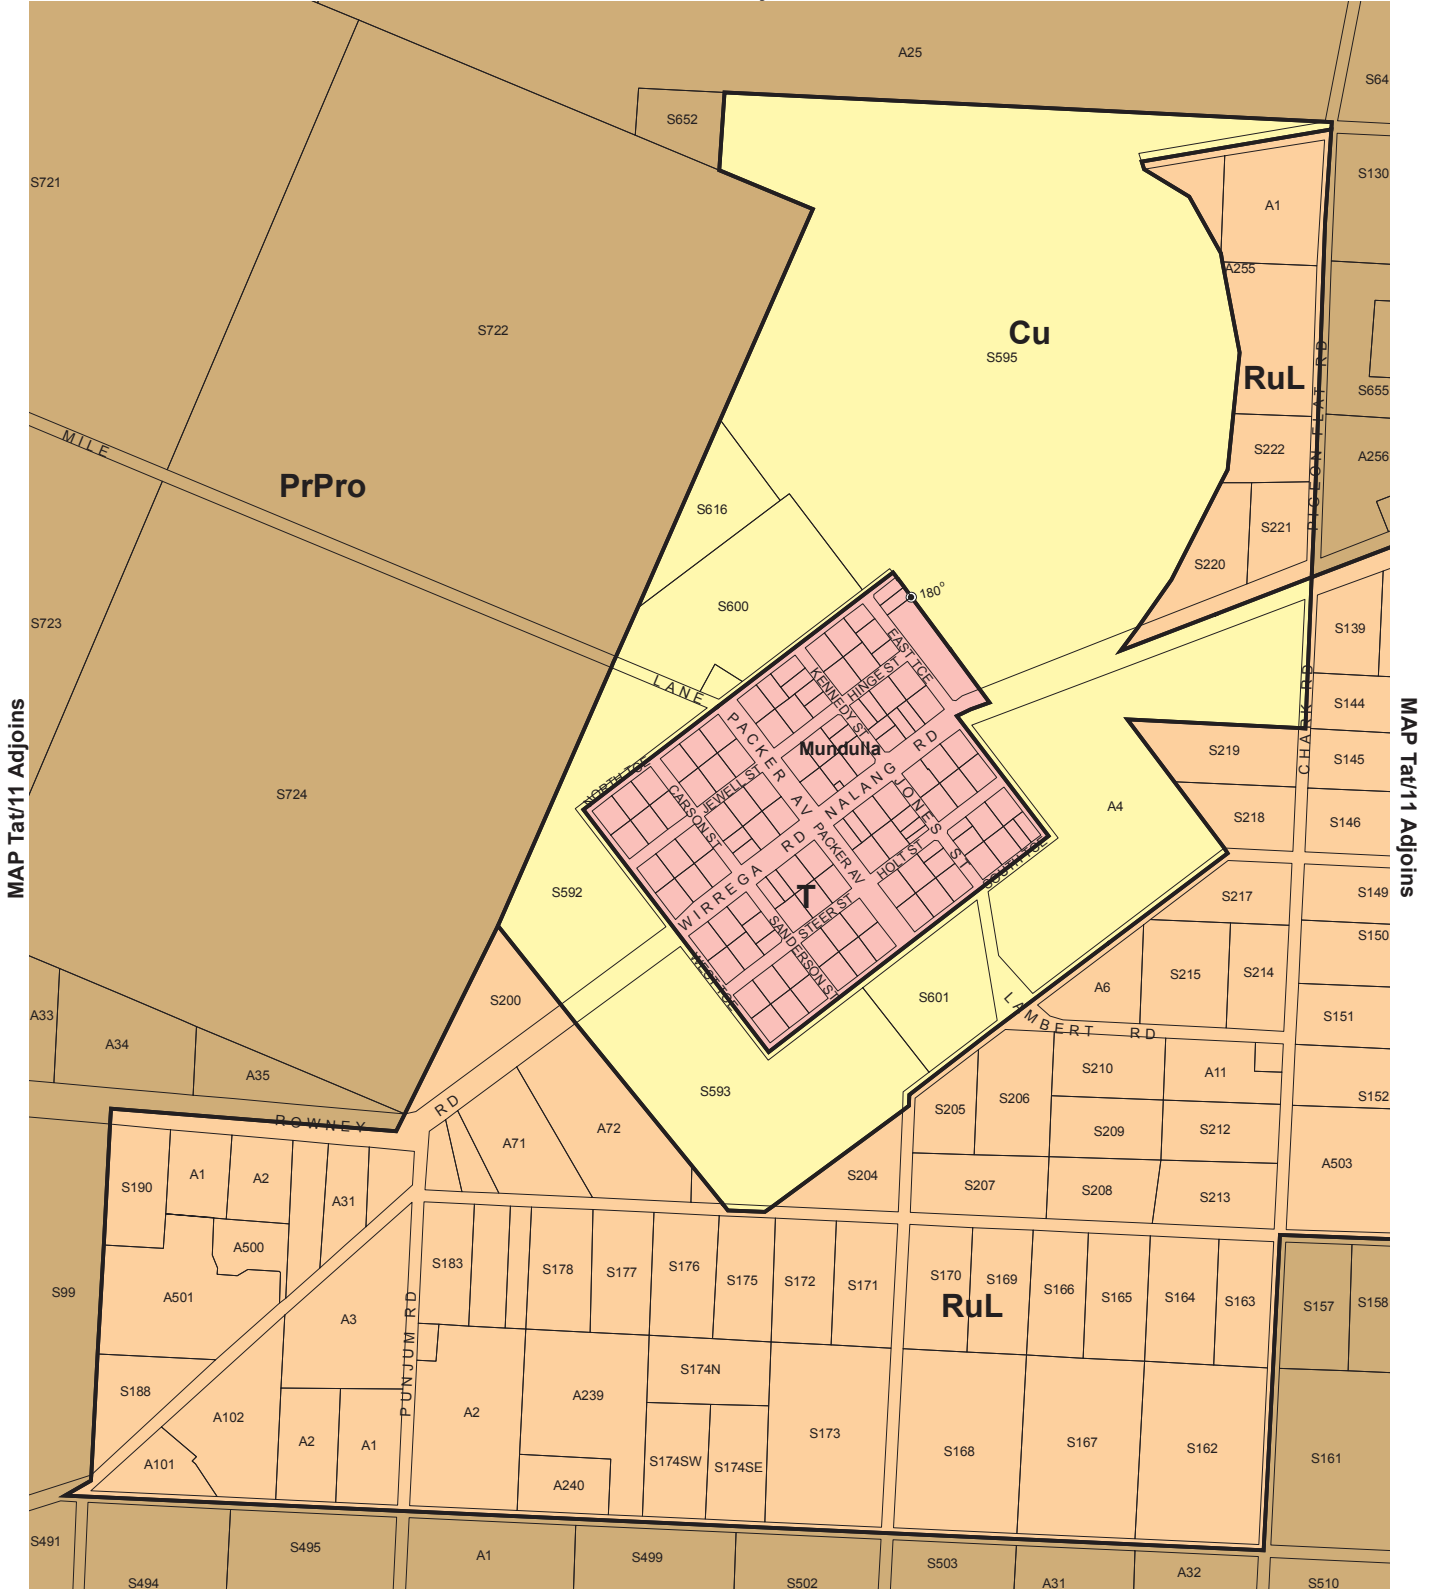 A25
S64
S652
S130
S721
A1
A255
S722
Cu
S595
RuL
PIGEON FLAT RD
S655
MILE
S222
A256
PrPro
S616
S221
S220
180°
S600
S723
S139
EAST TCE
HINGE ST
KENNEDY ST
LANE
CHARK RD
S144
MAP Tat/11 Adjoins
MAP Tat/11 Adjoins
PACKER AV
Mundulla
NALANG RD
S219
S145
S724
NORTH TCE
JEWELL ST
CARSON ST
JONES ST
A4
S218
S146
WIRREGA RD
PACKER AV
HOLT ST
SOUTH TCE
S592
T
S217
S149
STEER ST
SANDERSON ST
S150
WEST TCE
S200
S601
A6
S215
S214
A33
A34
LAMBERT RD
S151
A35
S593
S210
A11
S206
S152
RD
S205
ROWNEY
A72
A71
S209
S212
A503
S190
A1
A2
A31
S204
S207
S208
S213
A500
S183
S178
S177
S176
S175
S172
S171
S170
S169
S166
S165
S164
S163
S99
A501
RuL
S157
S158
A3
PUNJUM RD
S174N
S188
A239
A102
A2
S173
A2
A1
S168
S167
S162
A101
S174SW
S174SE
S161
A240
S491
S495
A1
S499
S503
A32
S494
S502
A31
S510